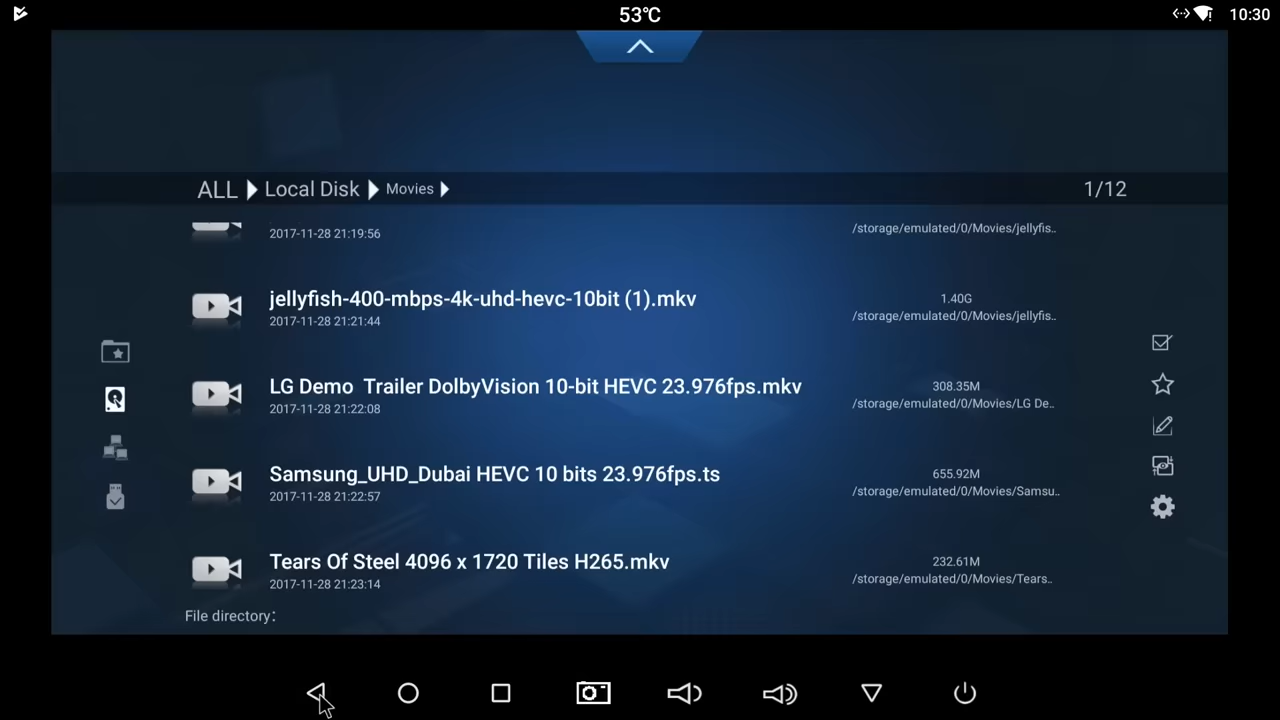 53℃
10:30
ALL Local Disk Movies 1/12
2017-11-28 21:19:56
/storage/emulated/0/Movies/jellyfis..
jellyfish-400-mbps-4k-uhd-hevc-10bit (1).mkv
1.40G
2017-11-28 21:21:44
/storage/emulated/0/Movies/jellyfis..
LG Demo  Trailer DolbyVision 10-bit HEVC 23.976fps.mkv
308.35M
2017-11-28 21:22:08
/storage/emulated/0/Movies/LG De..
Samsung_UHD_Dubai HEVC 10 bits 23.976fps.ts
655.92M
2017-11-28 21:22:57
/storage/emulated/0/Movies/Samsu..
Tears Of Steel 4096 x 1720 Tiles H265.mkv
232.61M
2017-11-28 21:23:14
/storage/emulated/0/Movies/Tears..
File directory：